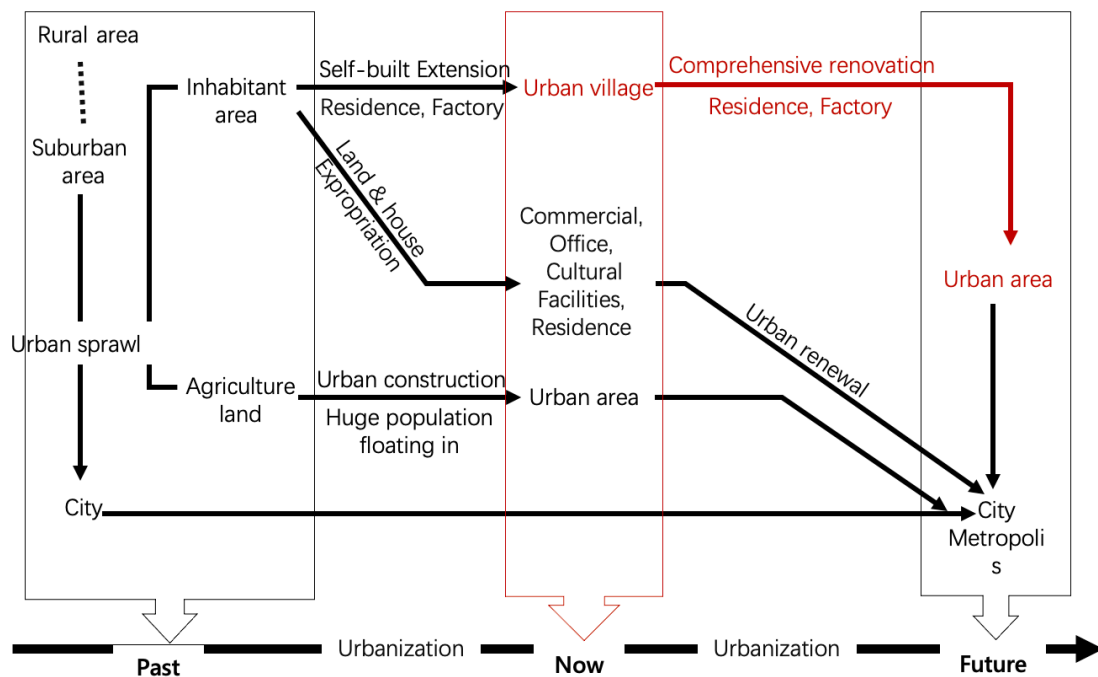 Rural area
Suburban
area
Urban sprawl
City
Inhabitant
area
Agriculture
land
Self-built Extension
Residence, Factory
Land & house
Expropriation
Urban construction
Huge population
floating in
Urban village
Commercial,
Office,
Cultural
Facilities,
Residence
Urban area
Comprehensive renovation
Residence, Factory
Urban renewal
Urban area
City
Metropoli
s
Past
Urbanization
Now
Urbanization
Future